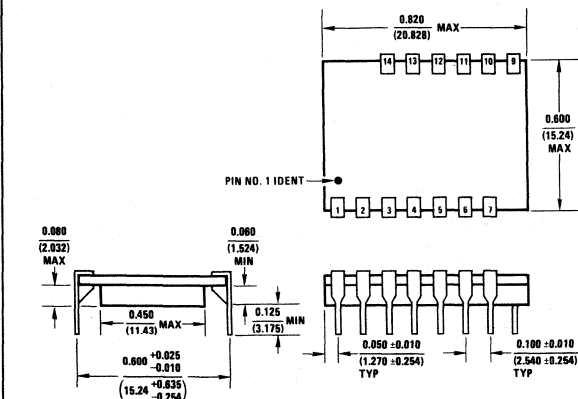 0.820
(20.828) MAX
14 13 12 11 10 9
0.600
(15.24)
MAX
PIN NO. 1 IDENT
1 2 3 4 5 6 7
0.080
(2.032)
MAX
0.060
(1.524)
MIN
0.450
(11.43) MAX
0.125
(3.175) MIN
0.600 +0.025
-0.010
(15.24 +0.635
-0.254)
0.050 ±0.010
(1.270 ±0.254)
TYP
0.100 ±0.010
(2.540 ±0.254)
TYP